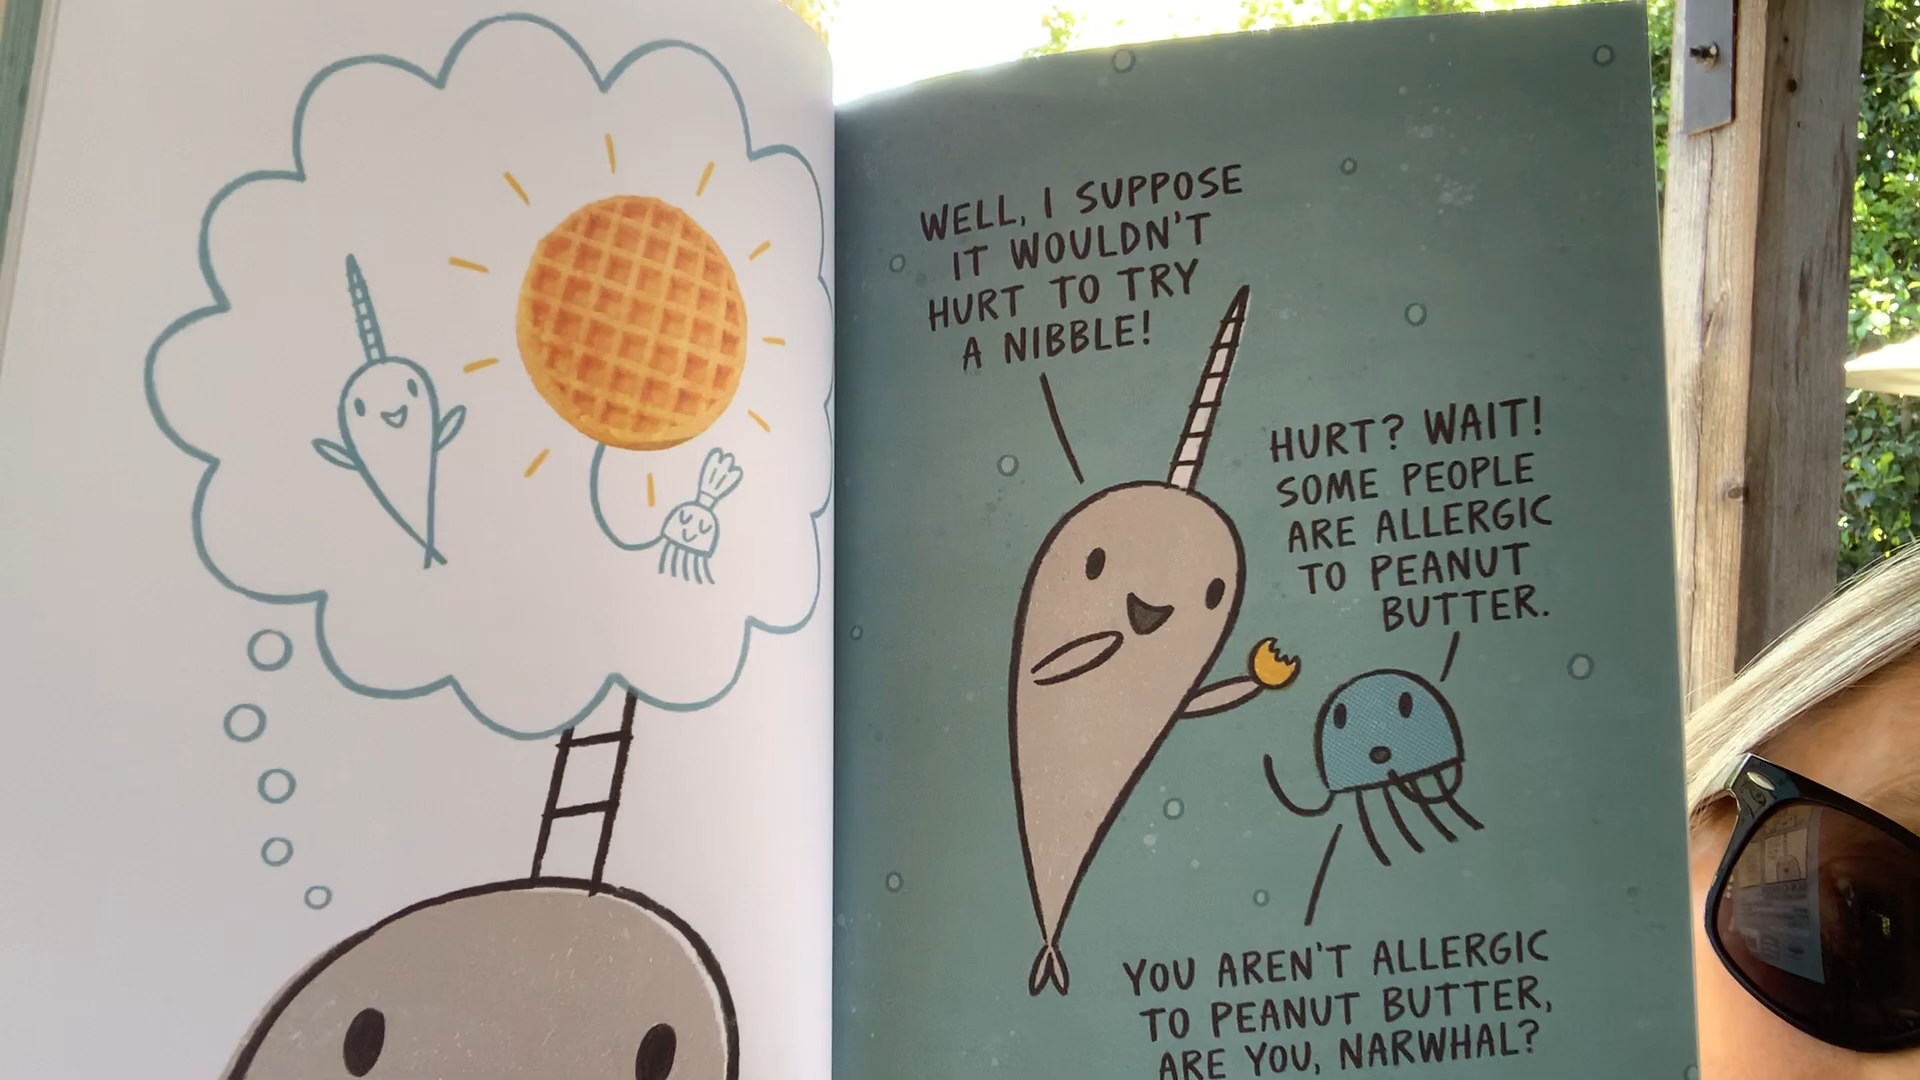 WELL, I SUPPOSE
IT WOULDN'T
HURT TO TRY
A NIBBLE!
HURT? WAIT!
SOME PEOPLE
ARE ALLERGIC
TO PEANUT
BUTTER.
YOU AREN'T ALLERGIC
TO PEANUT BUTTER,
ARE YOU, NARWHAL?